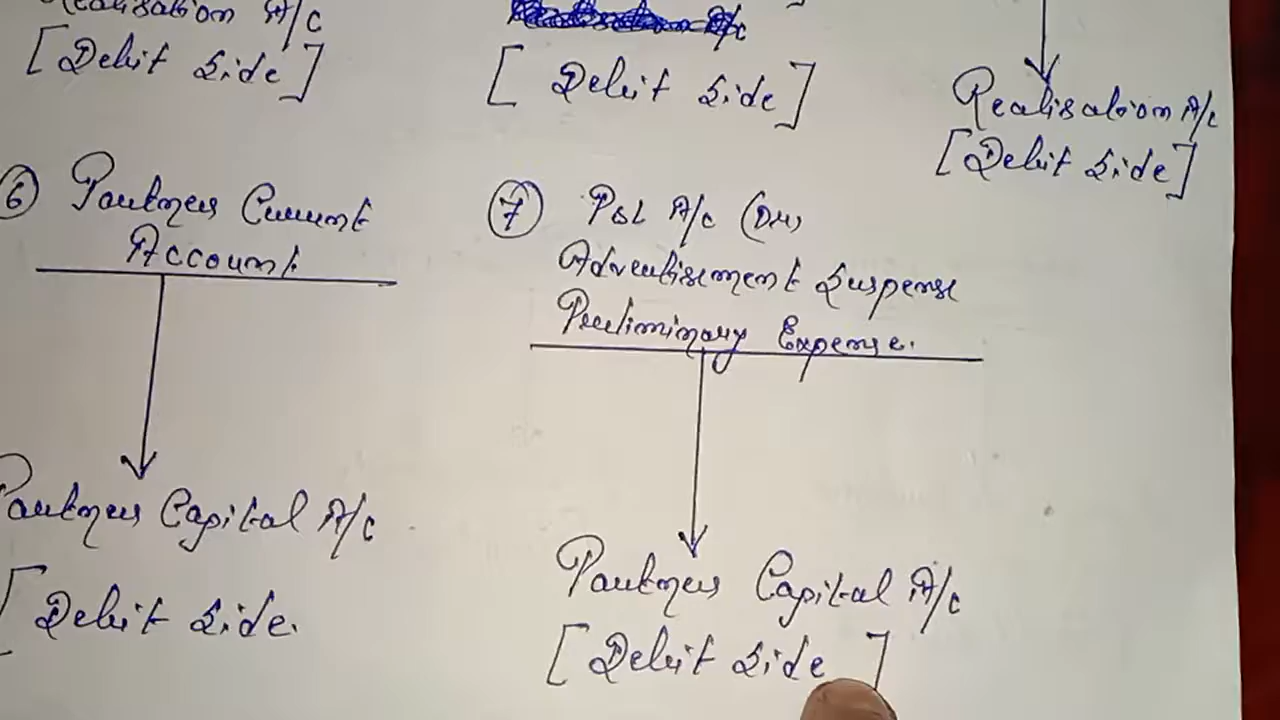 Realisation A/c
[Debit Side]
A/c
[Debit Side]
Realisation A/c
[Debit Side]
6 Partners Current
Account
Partners Capital A/c
[Debit Side.
7 P&L A/c (Dr)
Advertisement Suspense
Preliminary Expense.
Partners Capital A/c
[Debit Side]